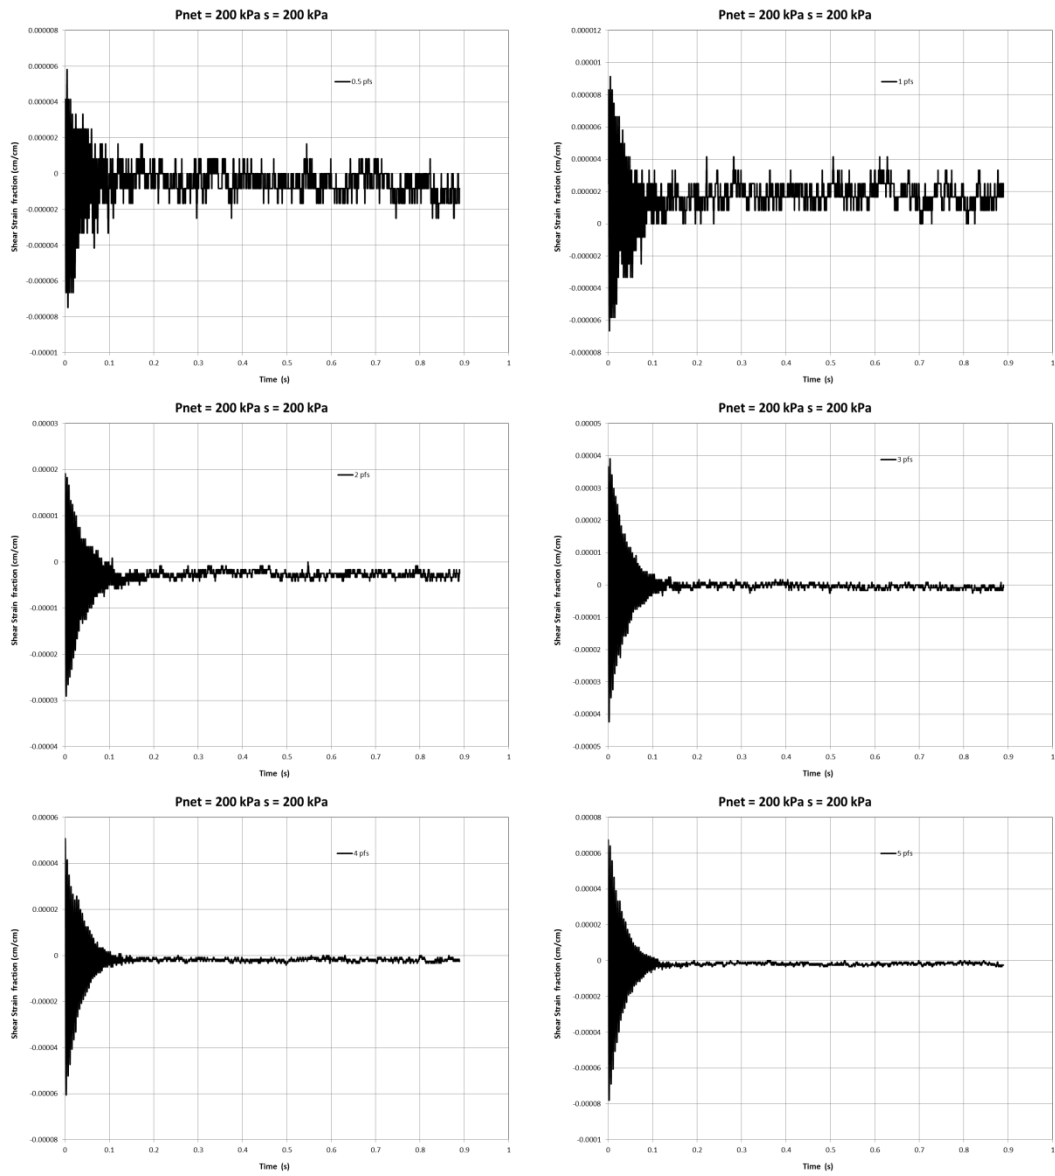 Pnet = 200 kPa s = 200 kPa
0.000008
0.000006
0.000004
0.000002
0
-0.000002
-0.000004
-0.000006
-0.000008
-0.00001
Shear Strain fraction (cm/cm)
0.5 pfs
0 0.1 0.2 0.3 0.4 0.5 0.6 0.7 0.8 0.9 1
Time (s)
Pnet = 200 kPa s = 200 kPa
0.000012
0.00001
0.000008
0.000006
0.000004
0.000002
0
-0.000002
-0.000004
-0.000006
-0.000008
Shear Strain fraction (cm/cm)
1 pfs
0 0.1 0.2 0.3 0.4 0.5 0.6 0.7 0.8 0.9 1
Time (s)
Pnet = 200 kPa s = 200 kPa
0.00003
0.00002
0.00001
0
-0.00001
-0.00002
-0.00003
-0.00004
Shear Strain fraction (cm/cm)
2 pfs
0 0.1 0.2 0.3 0.4 0.5 0.6 0.7 0.8 0.9 1
Time (s)
Pnet = 200 kPa s = 200 kPa
0.00005
0.00004
0.00003
0.00002
0.00001
0
-0.00001
-0.00002
-0.00003
-0.00004
-0.00005
Shear Strain fraction (cm/cm)
3 pfs
0 0.1 0.2 0.3 0.4 0.5 0.6 0.7 0.8 0.9 1
Time (s)
Pnet = 200 kPa s = 200 kPa
0.00006
0.00004
0.00002
0
-0.00002
-0.00004
-0.00006
-0.00008
Shear Strain fraction (cm/cm)
4 pfs
0 0.1 0.2 0.3 0.4 0.5 0.6 0.7 0.8 0.9 1
Time (s)
Pnet = 200 kPa s = 200 kPa
0.00008
0.00006
0.00004
0.00002
0
-0.00002
-0.00004
-0.00006
-0.00008
-0.0001
Shear Strain fraction (cm/cm)
5 pfs
0 0.1 0.2 0.3 0.4 0.5 0.6 0.7 0.8 0.9 1
Time (s)